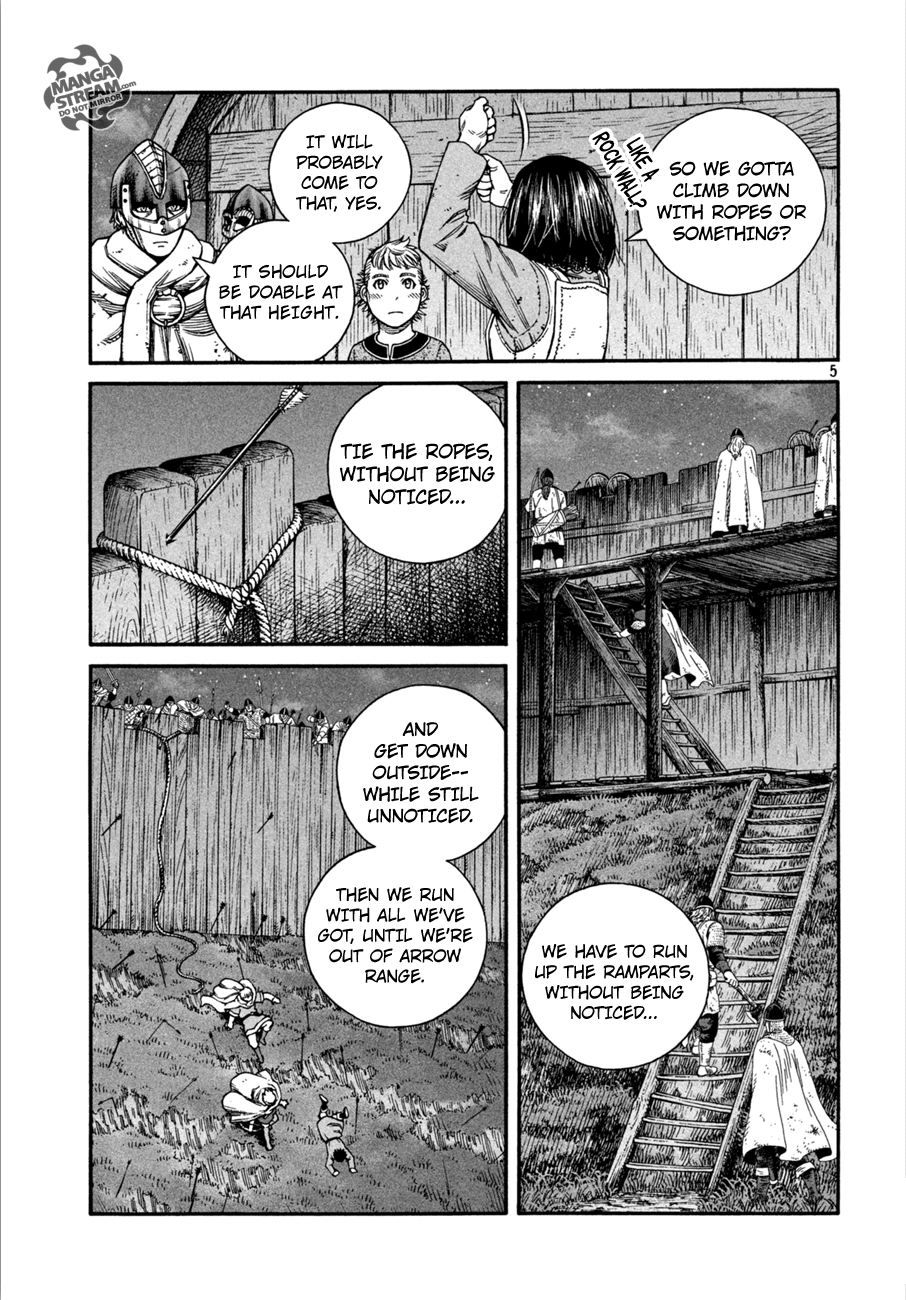 MANGA
STREAM.com
DO NOT MIRROR
SO WE GOTTA
CLIMB DOWN
WITH ROPES OR
SOMETHING?
LIKE A
ROCK WALL?
IT WILL
PROBABLY
COME TO
THAT, YES.
IT SHOULD
BE DOABLE AT
THAT HEIGHT.
5
WE HAVE TO RUN
UP THE RAMPARTS,
WITHOUT BEING
NOTICED...
TIE THE ROPES,
WITHOUT BEING
NOTICED...
AND
GET DOWN
OUTSIDE--
WHILE STILL
UNNOTICED.
THEN WE RUN
WITH ALL WE'VE
GOT, UNTIL WE'RE
OUT OF ARROW
RANGE.